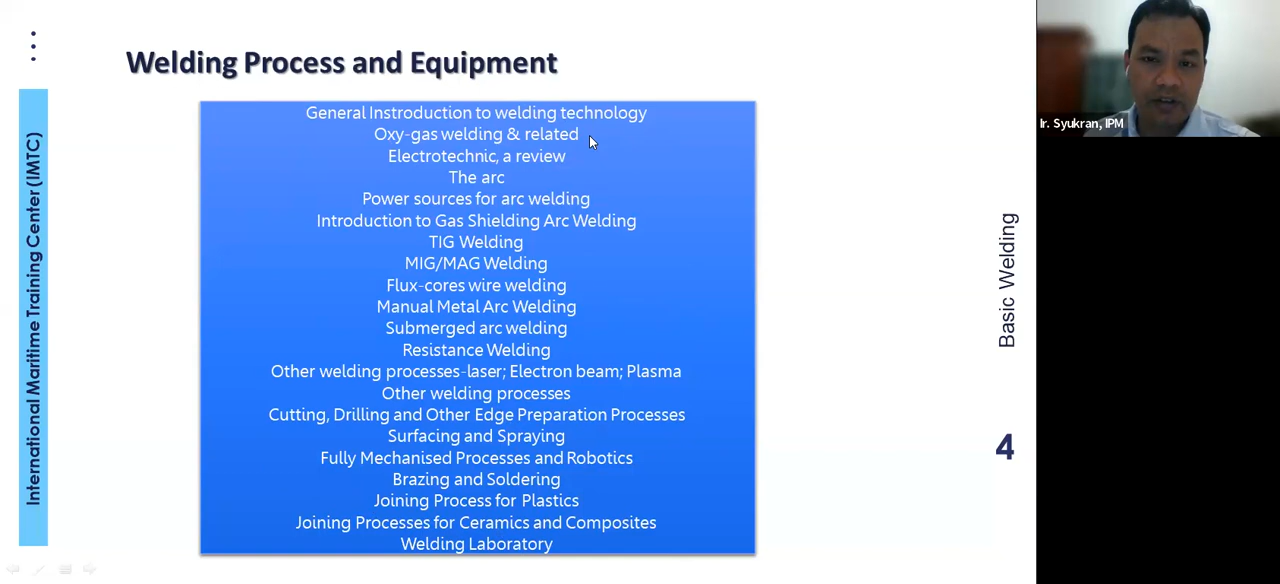 Welding Process and Equipment
General Instroduction to welding technology
Oxy-gas welding & related
Electrotechnic, a review
The arc
Power sources for arc welding
Introduction to Gas Shielding Arc Welding
TIG Welding
MIG/MAG Welding
Flux-cores wire welding
Manual Metal Arc Welding
Submerged arc welding
Resistance Welding
Other welding processes-laser; Electron beam; Plasma
Other welding processes
Cutting, Drilling and Other Edge Preparation Processes
Surfacing and Spraying
Fully Mechanised Processes and Robotics
Brazing and Soldering
Joining Process for Plastics
Joining Processes for Ceramics and Composites
Welding Laboratory
International Maritime Training Center (IMTC)
Basic Welding
4
Ir. Syukran, IPM